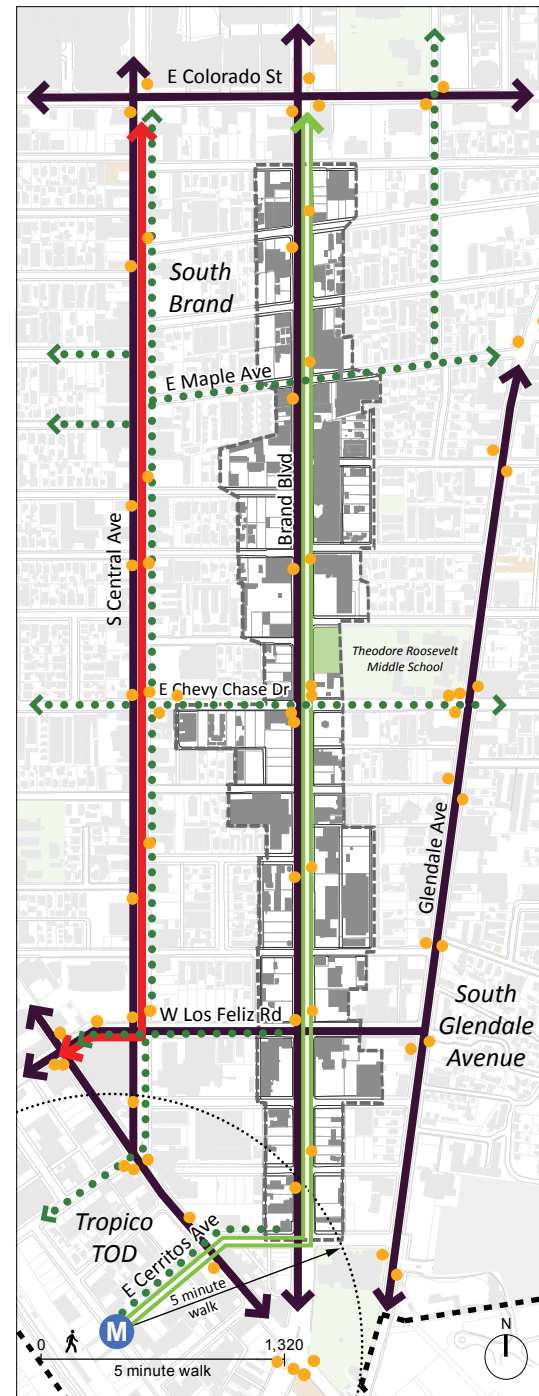 E Colorado St
South
Brand
E Maple Ave
Brand Blvd
S Central Ave
Theodore Roosevelt
Middle School
E Chevy Chase Dr
Glendale Ave
W Los Feliz Rd
South
Glendale
Avenue
Tropico
TOD
E Cerritos Ave
5 minute
walk
M
N
0
1,320
5 minute walk